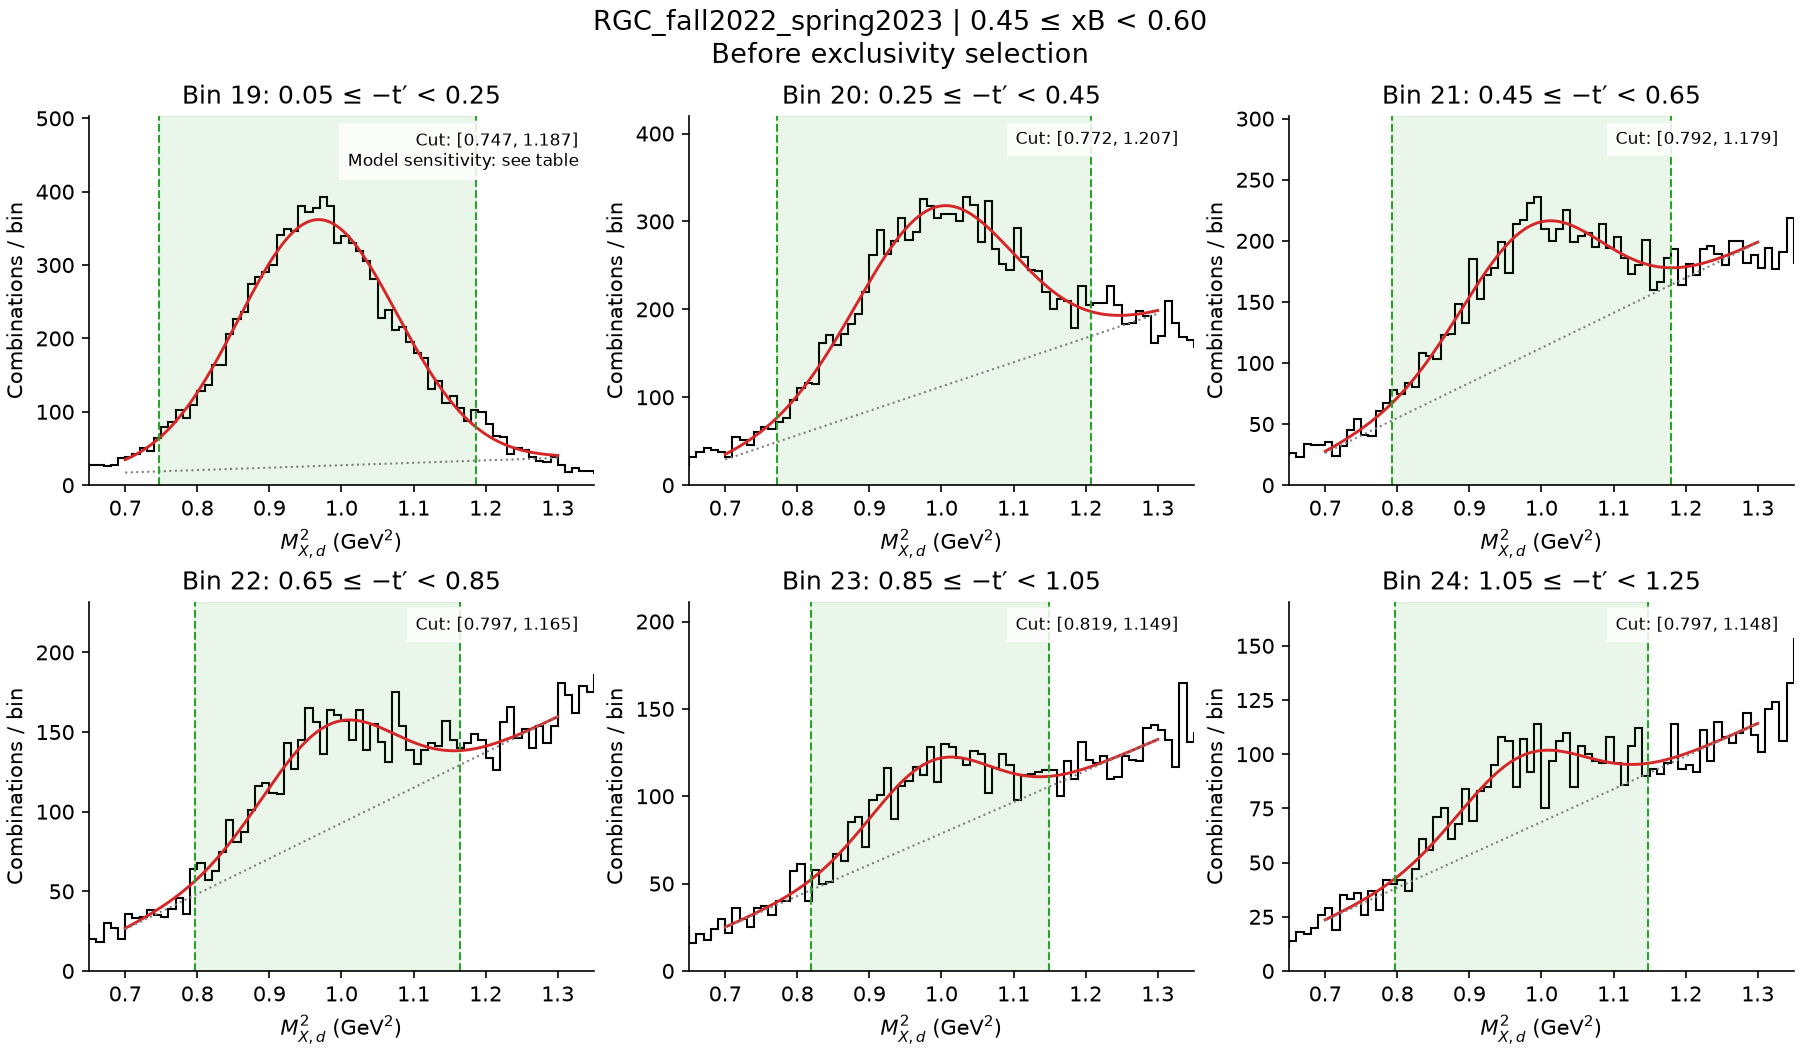 RGC_fall2022_spring2023 | 0.45 ≤ xB < 0.60
Before exclusivity selection
Bin 19: 0.05 ≤ −t′ < 0.25
Cut: [0.747, 1.187]
Model sensitivity: see table
Combinations / bin
500
400
300
200
100
0
0.7 0.8 0.9 1.0 1.1 1.2 1.3
M²X,d (GeV²)
Bin 20: 0.25 ≤ −t′ < 0.45
Cut: [0.772, 1.207]
Combinations / bin
400
300
200
100
0
0.7 0.8 0.9 1.0 1.1 1.2 1.3
M²X,d (GeV²)
Bin 21: 0.45 ≤ −t′ < 0.65
Cut: [0.792, 1.179]
Combinations / bin
300
250
200
150
100
50
0
0.7 0.8 0.9 1.0 1.1 1.2 1.3
M²X,d (GeV²)
Bin 22: 0.65 ≤ −t′ < 0.85
Cut: [0.797, 1.165]
Combinations / bin
200
150
100
50
0
0.7 0.8 0.9 1.0 1.1 1.2 1.3
M²X,d (GeV²)
Bin 23: 0.85 ≤ −t′ < 1.05
Cut: [0.819, 1.149]
Combinations / bin
200
150
100
50
0
0.7 0.8 0.9 1.0 1.1 1.2 1.3
M²X,d (GeV²)
Bin 24: 1.05 ≤ −t′ < 1.25
Cut: [0.797, 1.148]
Combinations / bin
150
125
100
75
50
25
0
0.7 0.8 0.9 1.0 1.1 1.2 1.3
M²X,d (GeV²)